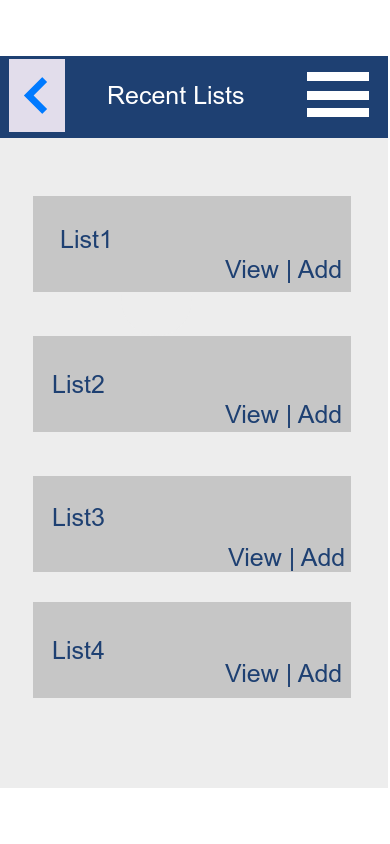 Recent Lists
List1
View | Add
List2
View | Add
List3
View | Add
List4
View | Add